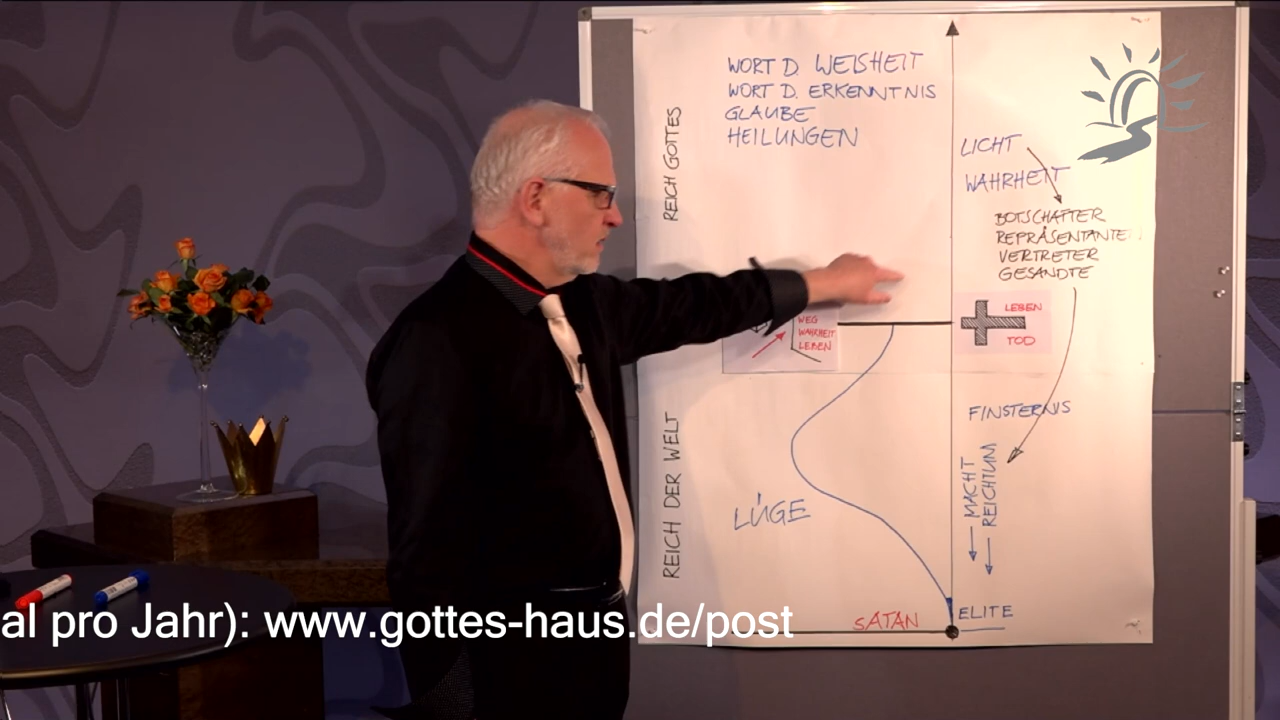 WORT D. WEISHEIT
WORT D. ERKENNTNIS
GLAUBE
HEILUNGEN
REICH GOTTES
LICHT
WAHRHEIT
BOTSCHAFTER
REPRÄSENTANTEN
VERTRETER
GESANDTE
WEG
WAHRHEIT
LEBEN
LEBEN
TOD
FINSTERNIS
MACHT
REICHTUM
REICH DER WELT
LÜGE
SATAN
ELITE
al pro Jahr): www.gottes-haus.de/post